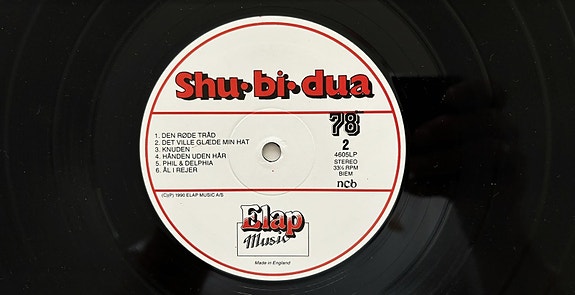 Shu·bi·dua
78
1. DEN RØDE TRÅD
2. DET VILLE GLÆDE MIN HAT
3. KNUDEN
4. HÅNDEN UDEN HÅR
5. PHIL & DELPHIA
6. ÅL I REJER
2
4605LP
STEREO
33⅓ RPM
BIEM
ncb
(C)(P) 1990 ELAP MUSIC A/S
Elap
Music
Made in England